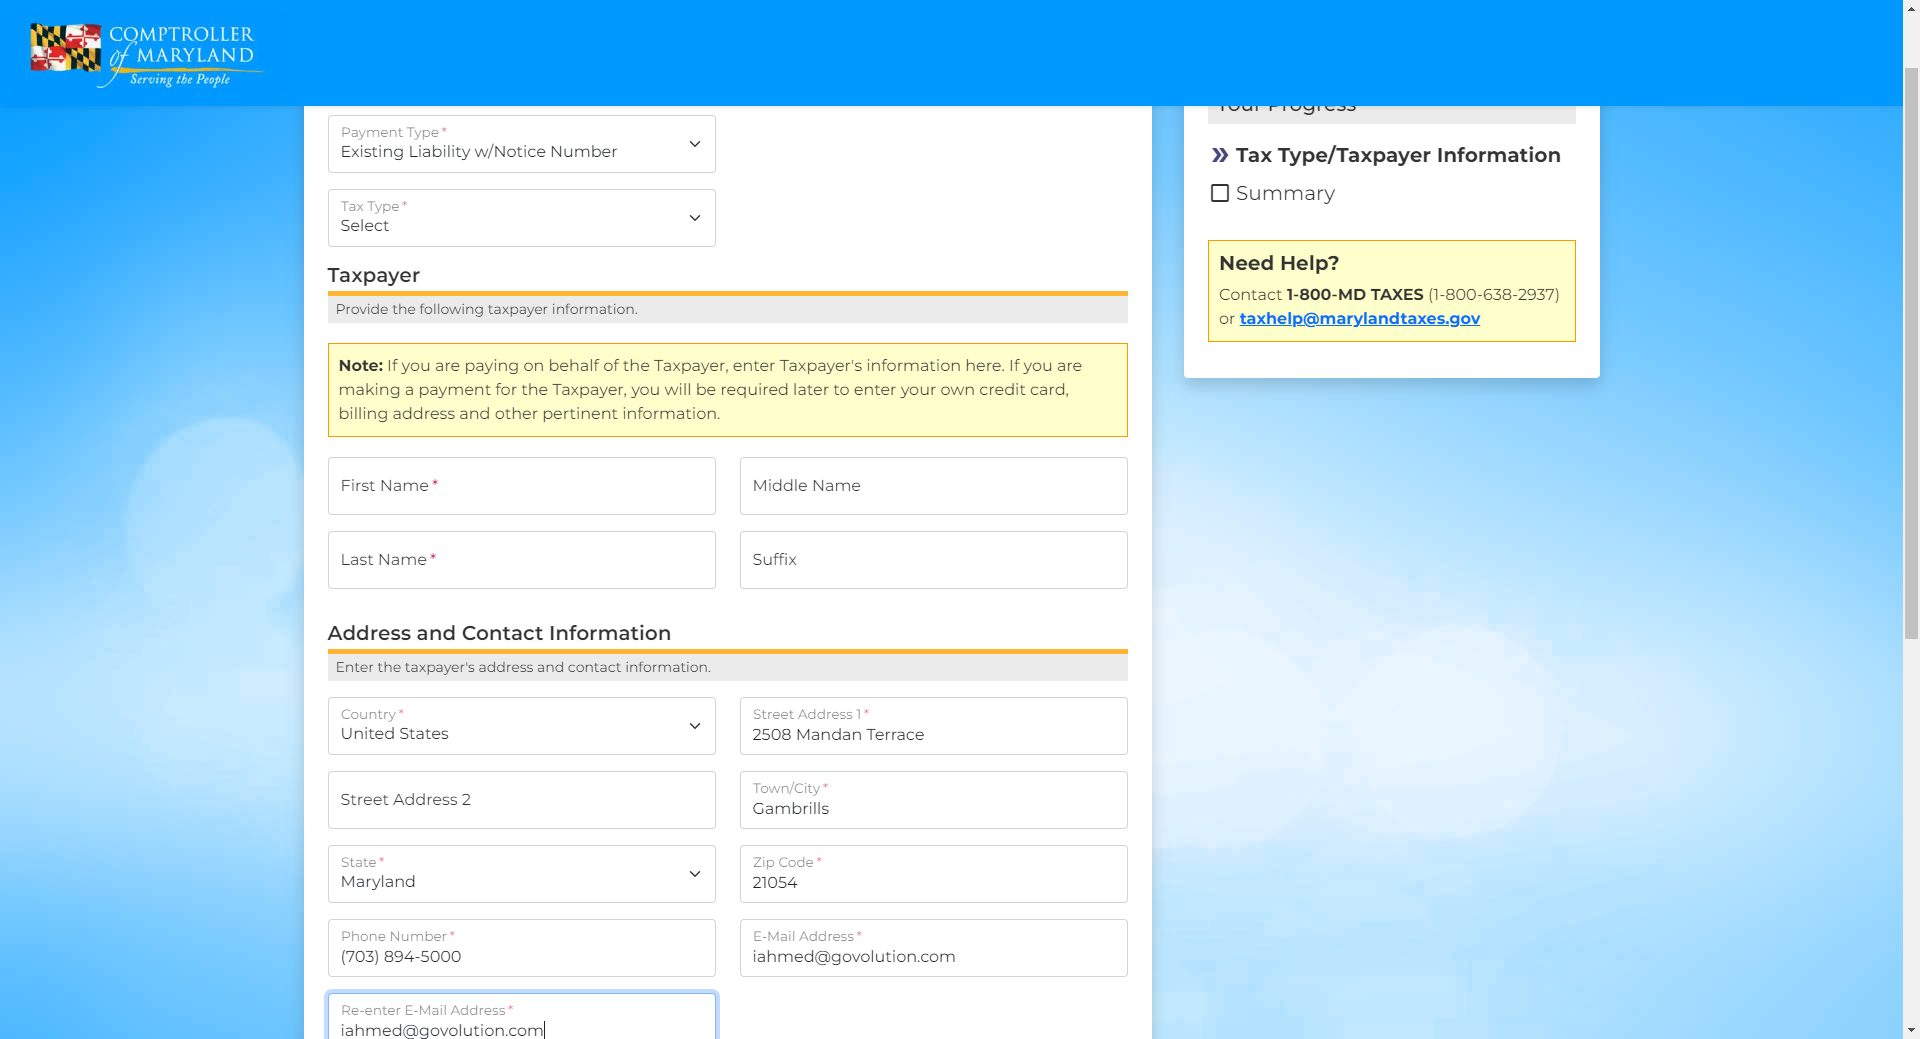 COMPTROLLER
of MARYLAND
Serving the People
Your Progress
Payment Type*
Existing Liability w/Notice Number
Tax Type*
Select
Tax Type/Taxpayer Information
Summary
Need Help?
Contact 1-800-MD TAXES (1-800-638-2937)
or taxhelp@marylandtaxes.gov
Taxpayer
Provide the following taxpayer information.
Note: If you are paying on behalf of the Taxpayer, enter Taxpayer's information here. If you are
making a payment for the Taxpayer, you will be required later to enter your own credit card,
billing address and other pertinent information.
First Name*
Middle Name
Last Name*
Suffix
Address and Contact Information
Enter the taxpayer's address and contact information.
Country*
United States
Street Address 1*
2508 Mandan Terrace
Street Address 2
Town/City*
Gambrills
State*
Maryland
Zip Code*
21054
Phone Number*
(703) 894-5000
E-Mail Address*
iahmed@govolution.com
Re-enter E-Mail Address*
iahmed@govolution.com